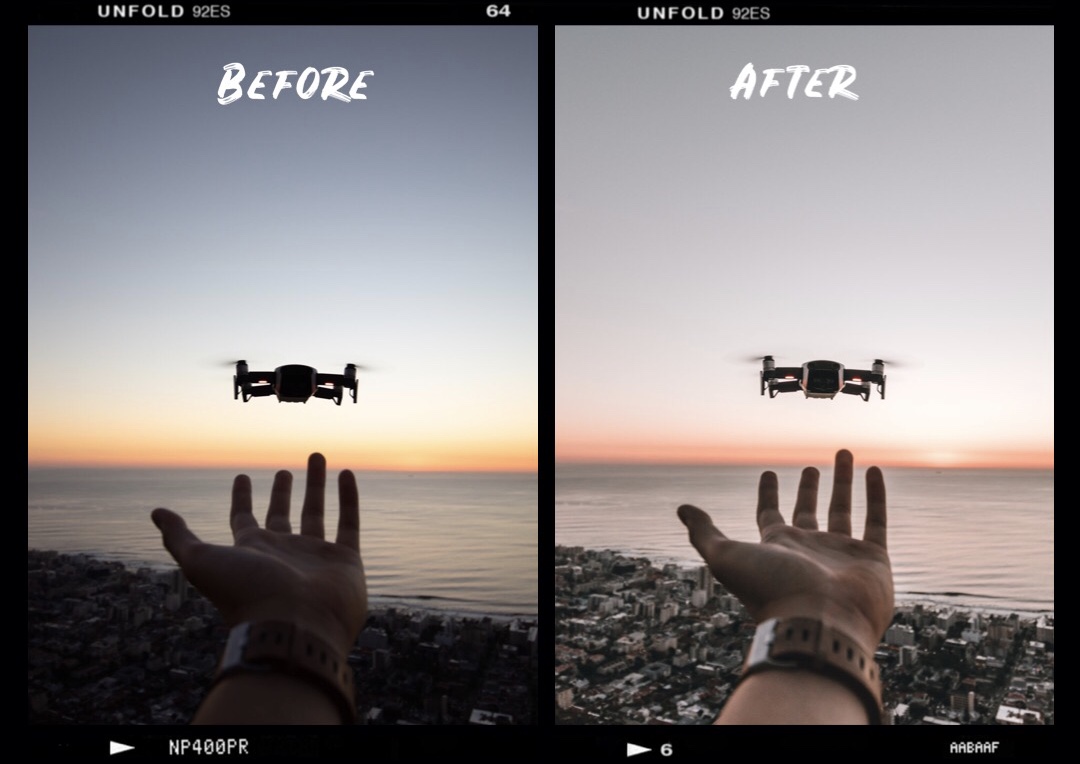 UNFOLD 92ES 64
UNFOLD 92ES
BEFORE
AFTER
NP400PR
6
AABAAF